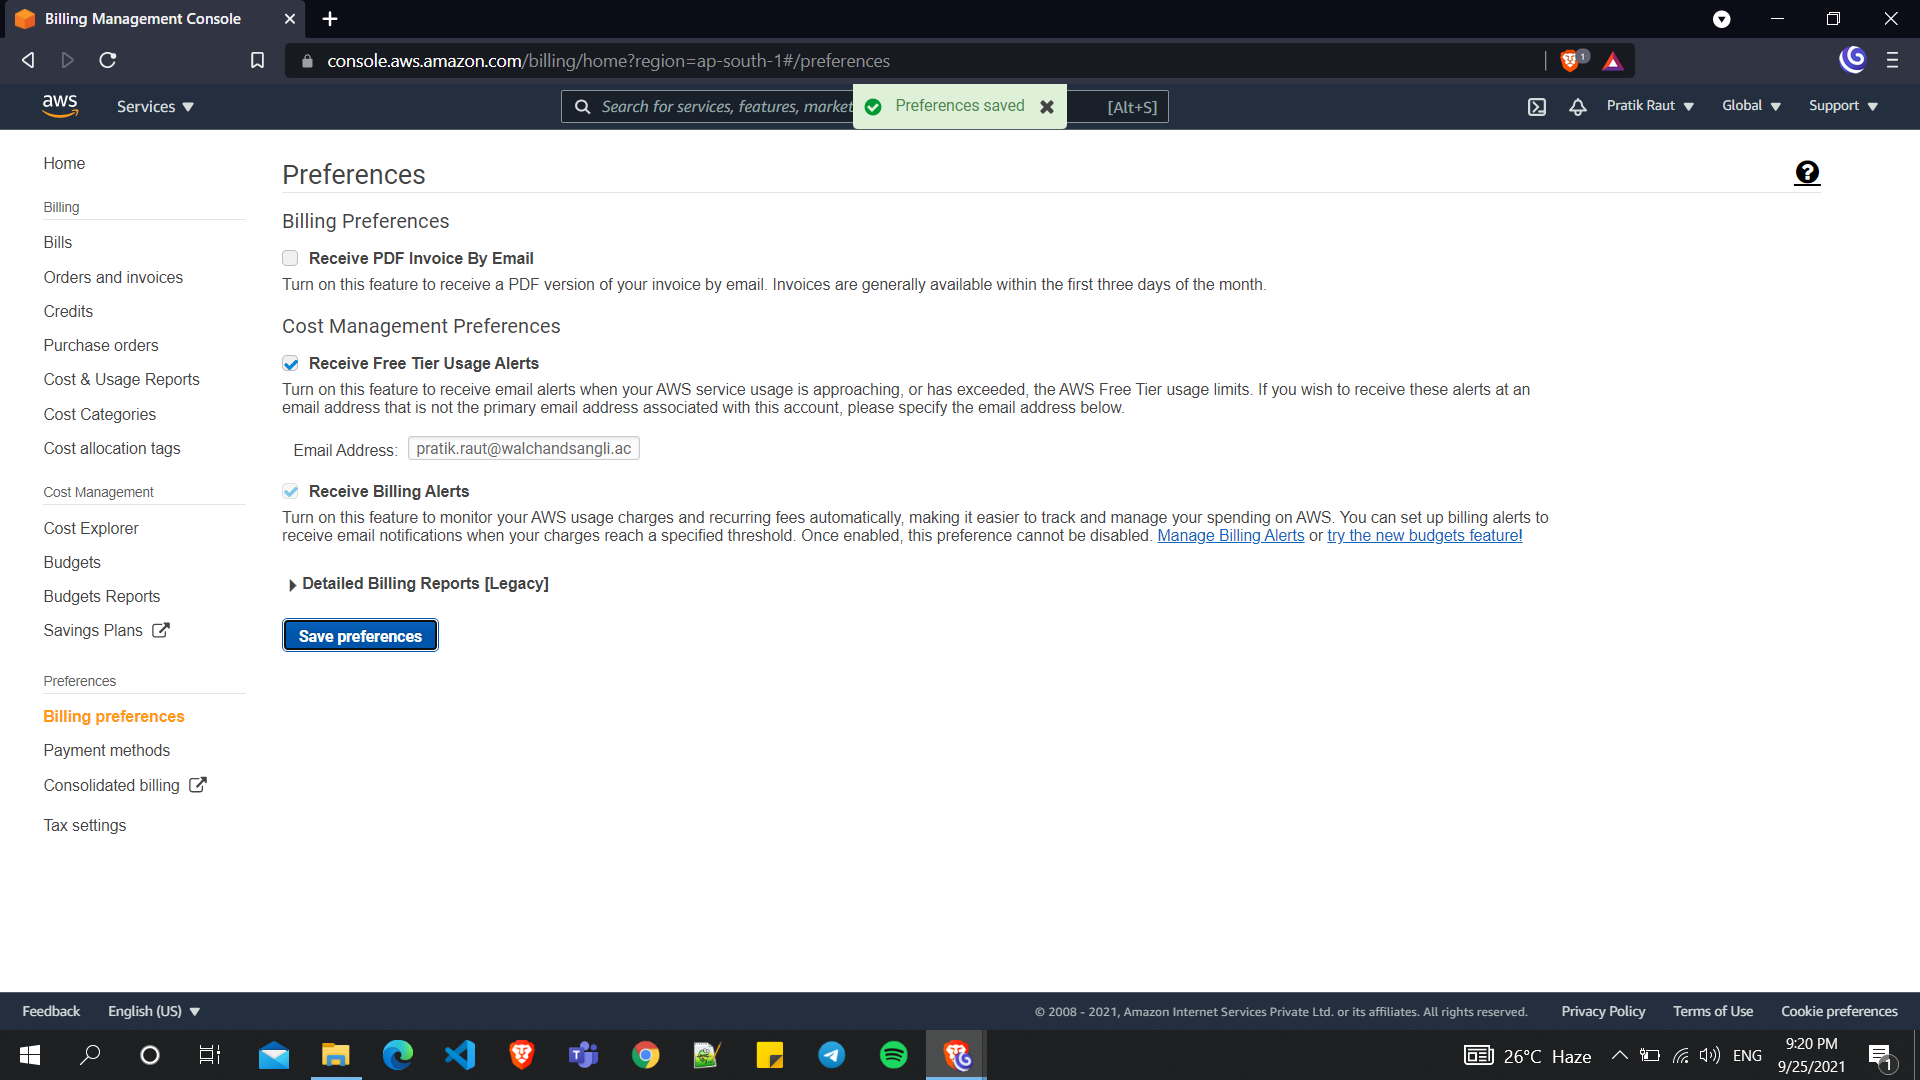 Billing Management Console
console.aws.amazon.com/billing/home?region=ap-south-1#/preferences
1
aws
Services
Search for services, features, market
Preferences saved
[Alt+S]
Pratik Raut
Global
Support
Home
Billing
Bills
Orders and invoices
Credits
Purchase orders
Cost & Usage Reports
Cost Categories
Cost allocation tags
Cost Management
Cost Explorer
Budgets
Budgets Reports
Savings Plans
Preferences
Billing preferences
Payment methods
Consolidated billing
Tax settings
Preferences
?
Billing Preferences
Receive PDF Invoice By Email
Turn on this feature to receive a PDF version of your invoice by email. Invoices are generally available within the first three days of the month.
Cost Management Preferences
Receive Free Tier Usage Alerts
Turn on this feature to receive email alerts when your AWS service usage is approaching, or has exceeded, the AWS Free Tier usage limits. If you wish to receive these alerts at an
email address that is not the primary email address associated with this account, please specify the email address below.
Email Address: pratik.raut@walchandsangli.ac
Receive Billing Alerts
Turn on this feature to monitor your AWS usage charges and recurring fees automatically, making it easier to track and manage your spending on AWS. You can set up billing alerts to
receive email notifications when your charges reach a specified threshold. Once enabled, this preference cannot be disabled. Manage Billing Alerts or try the new budgets feature!
Detailed Billing Reports [Legacy]
Save preferences
Feedback
English (US)
© 2008 - 2021, Amazon Internet Services Private Ltd. or its affiliates. All rights reserved.
Privacy Policy
Terms of Use
Cookie preferences
26°C Haze
ENG
9:20 PM
9/25/2021
1